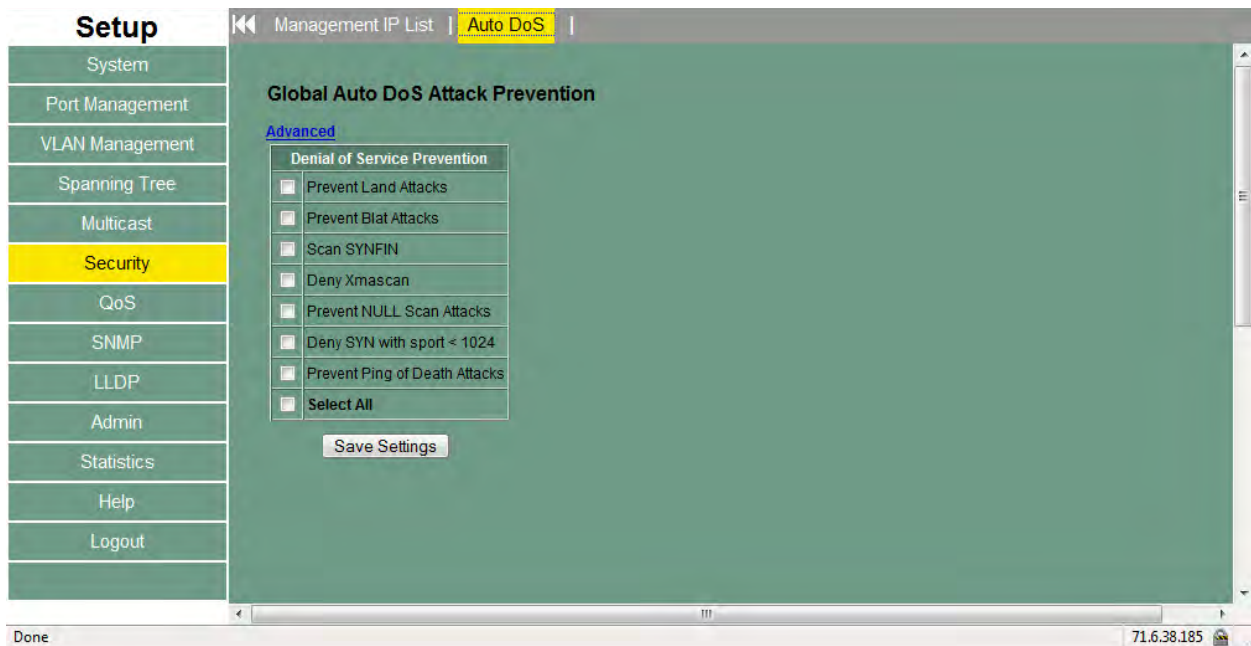 Setup
Management IP List | Auto DoS |
System
Port Management
VLAN Management
Spanning Tree
Multicast
Security
QoS
SNMP
LLDP
Admin
Statistics
Help
Logout
Global Auto DoS Attack Prevention
Advanced
Denial of Service Prevention
Prevent Land Attacks
Prevent Blat Attacks
Scan SYNFIN
Deny Xmascan
Prevent NULL Scan Attacks
Deny SYN with sport < 1024
Prevent Ping of Death Attacks
Select All
Save Settings
Done
71.6.38.185